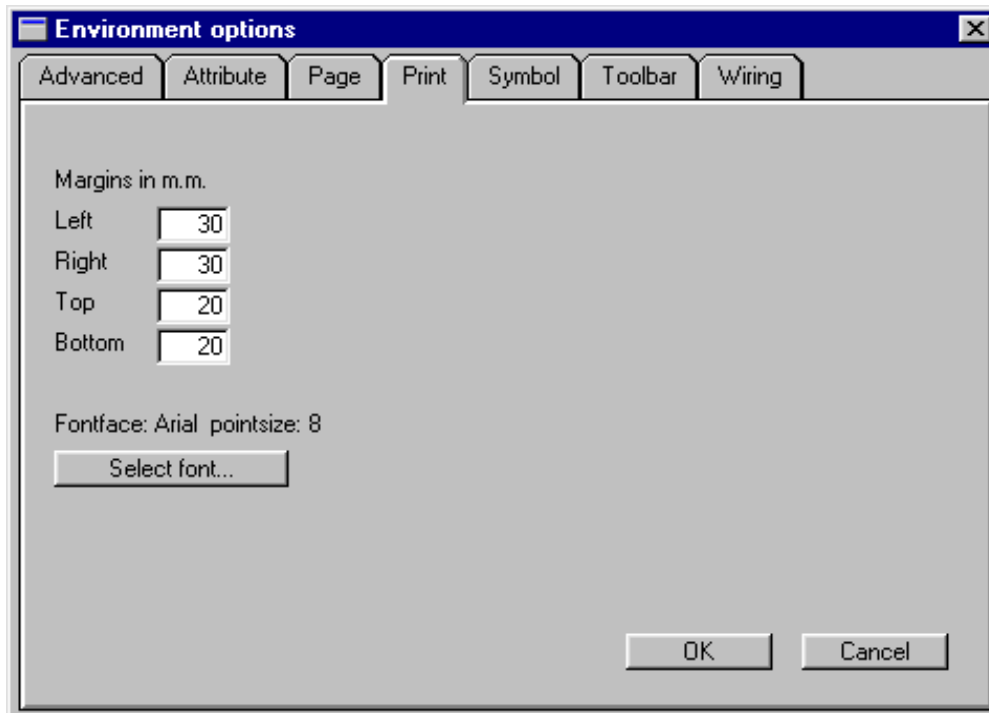 Environment options
Advanced Attribute Page Print Symbol Toolbar Wiring
Margins in m.m.
Left 30
Right 30
Top 20
Bottom 20
Fontface: Arial pointsize: 8
Select font...
OK Cancel